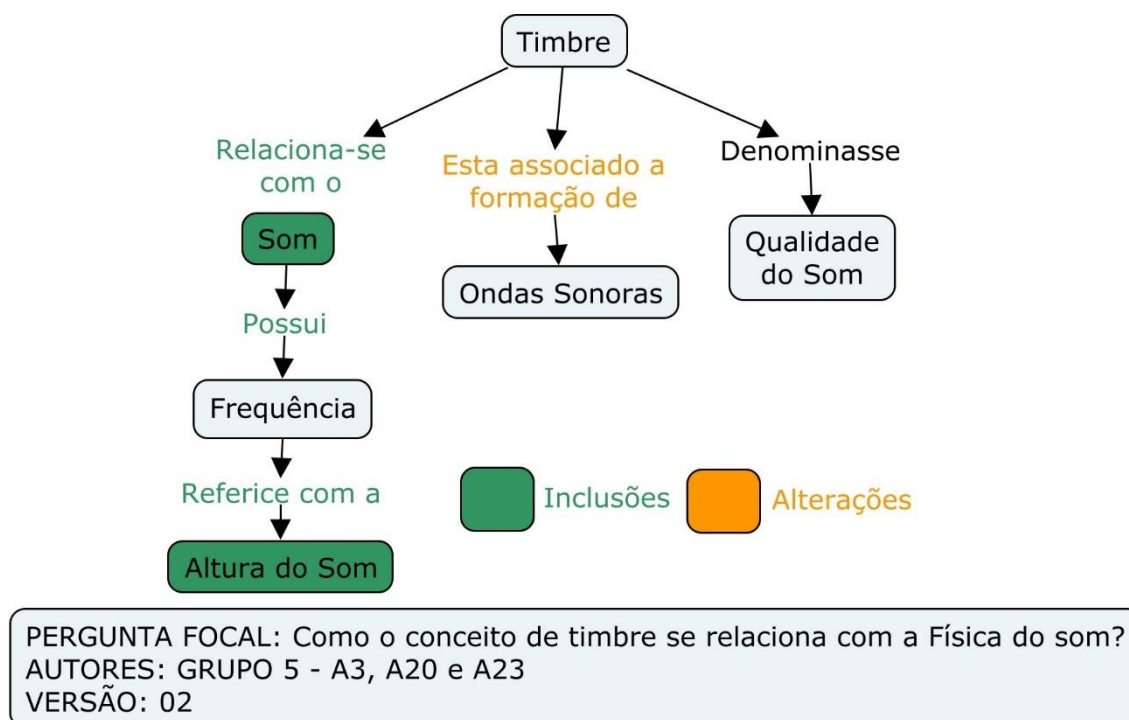 Timbre
Relaciona-se
com o
Esta associado a
formação de
Denominasse
Som
Ondas Sonoras
Qualidade
do Som
Possui
Frequência
Referice com a
Altura do Som
Inclusões
Alterações
PERGUNTA FOCAL: Como o conceito de timbre se relaciona com a Física do som?
AUTORES: GRUPO 5 - A3, A20 e A23
VERSÃO: 02